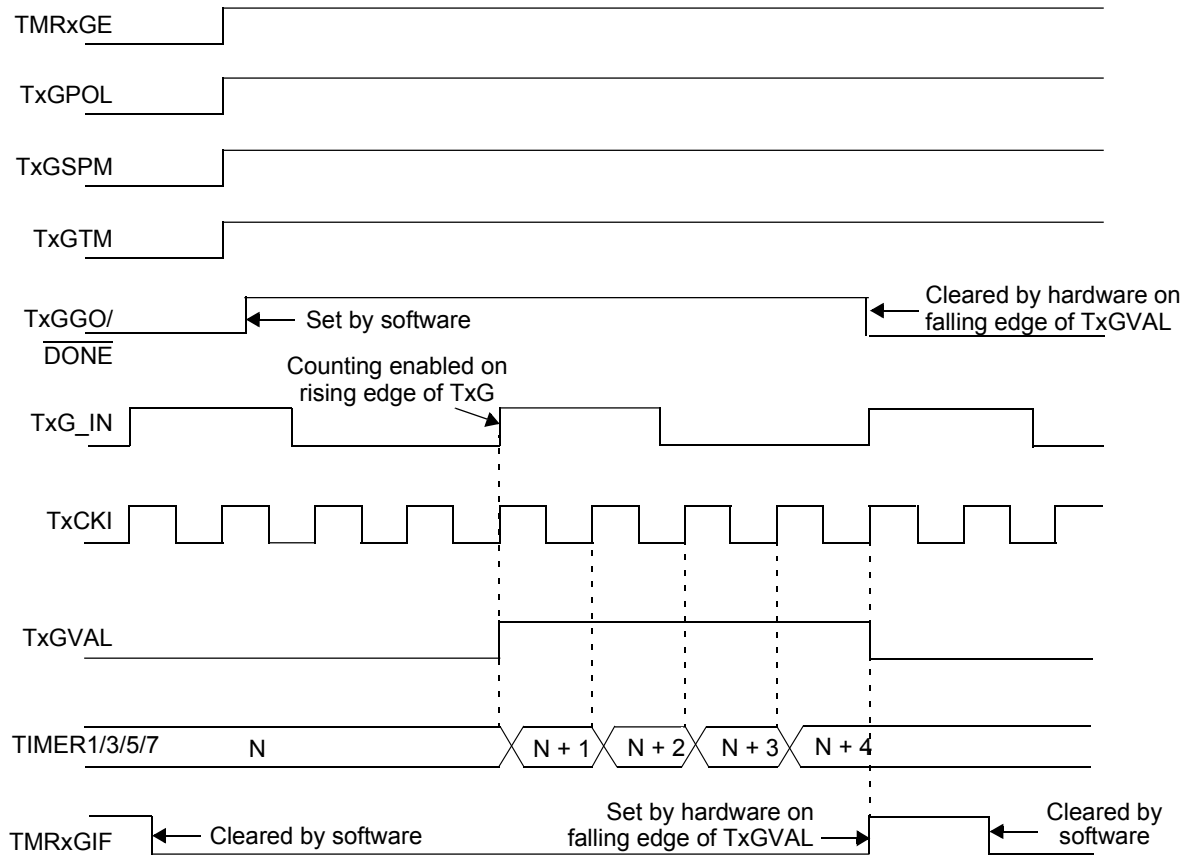 TMRxGE
TxGPOL
TxGSPM
TxGTM
TxGGO/
DONE
Set by software
Cleared by hardware on
falling edge of TxGVAL
Counting enabled on
rising edge of TxG
TxG_IN
TxCKI
TxGVAL
TIMER1/3/5/7
N
N + 1
N + 2
N + 3
N + 4
TMRxGIF
Cleared by software
Set by hardware on
falling edge of TxGVAL
Cleared by
software